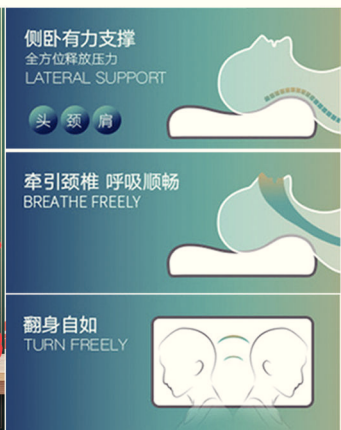 侧卧有力支撑
全方位释放压力
LATERAL SUPPORT
头 颈 肩
牵引颈椎 呼吸顺畅
BREATHE FREELY
翻身自如
TURN FREELY